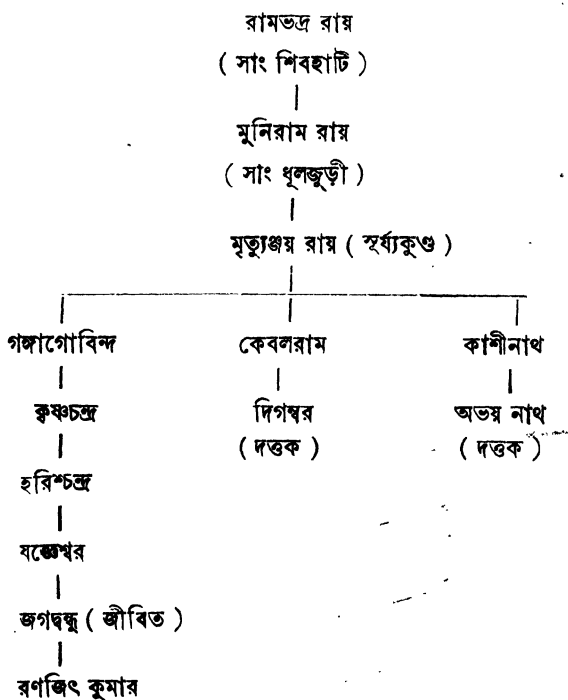 রামভদ্র রায়
( সাং শিবহাটি )
মুনিরাম রায়
( সাং ধূলজুড়ী )
মৃত্যুঞ্জয় রায় ( সূর্য্যকুণ্ড )
গঙ্গাগোবিন্দ কেবলরাম কাশীনাথ
কৃষ্ণচন্দ্র দিগম্বর অভয় নাথ
( দত্তক ) ( দত্তক )
হরিশ্চন্দ্র
যজ্ঞেশ্বর
জগদ্বন্ধু ( জীবিত )
রণজিৎ কুমার